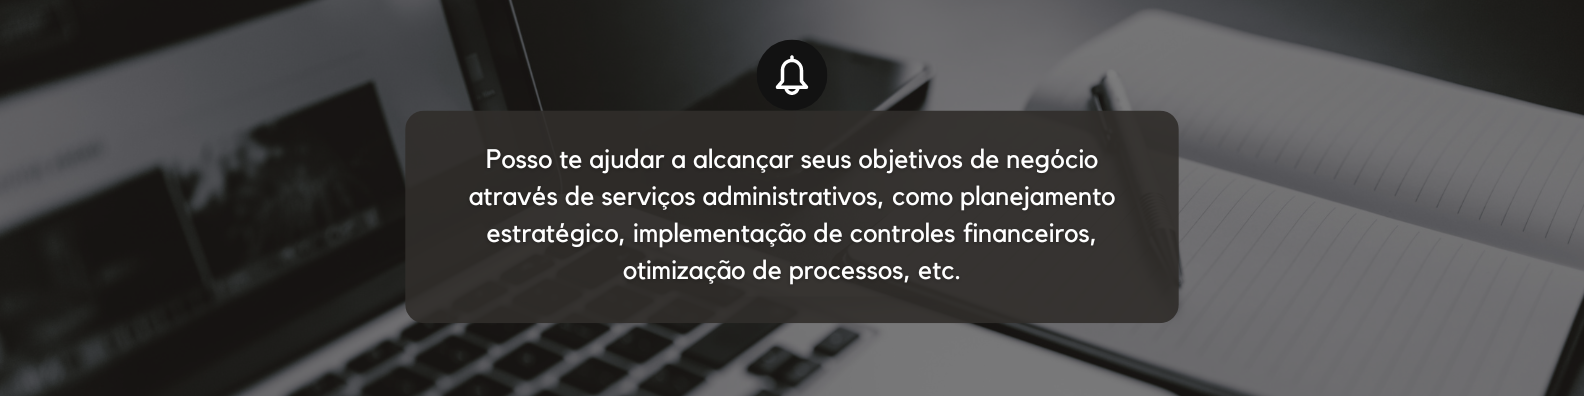 Posso te ajudar a alcançar seus objetivos de negócio
através de serviços administrativos, como planejamento
estratégico, implementação de controles financeiros,
otimização de processos, etc.